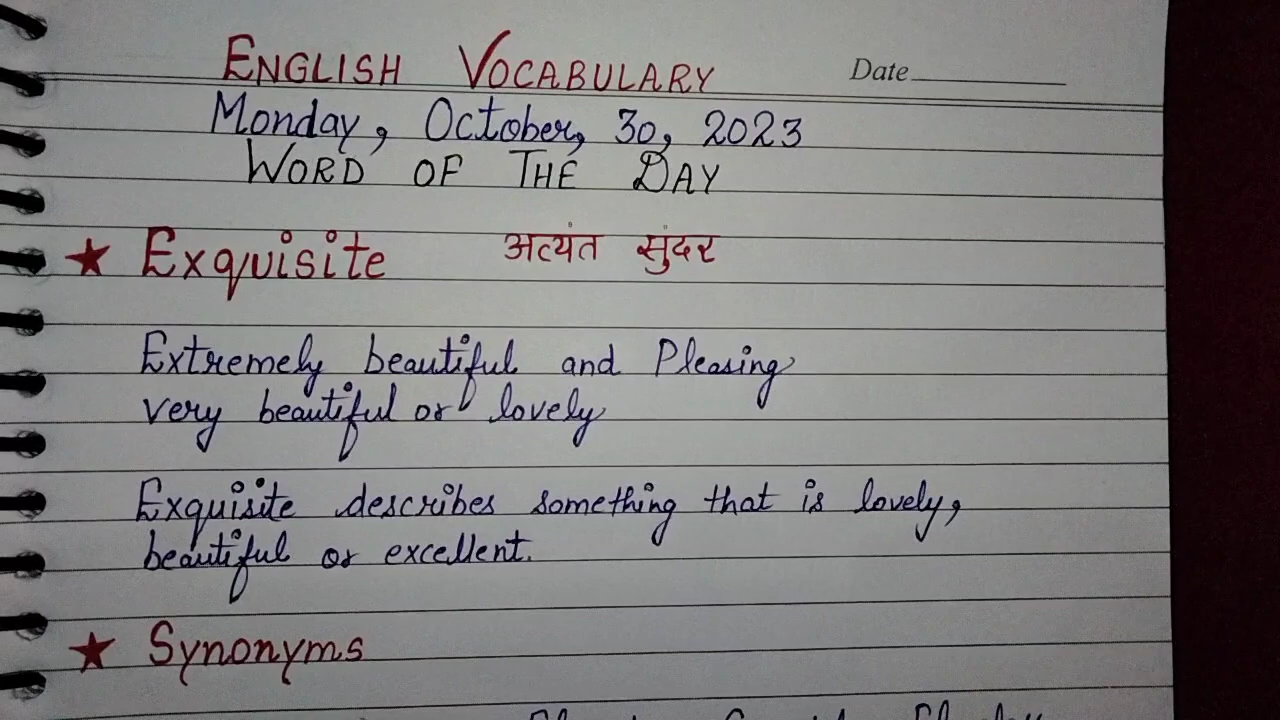 ENGLISH VOCABULARY
Date
Monday, October, 30, 2023
WORD OF THE DAY
★ Exquisite अत्यंत सुंदर
Extremely beautiful and Pleasing
very beautiful or lovely
Exquisite describes something that is lovely,
beautiful or excellent.
★ Synonyms